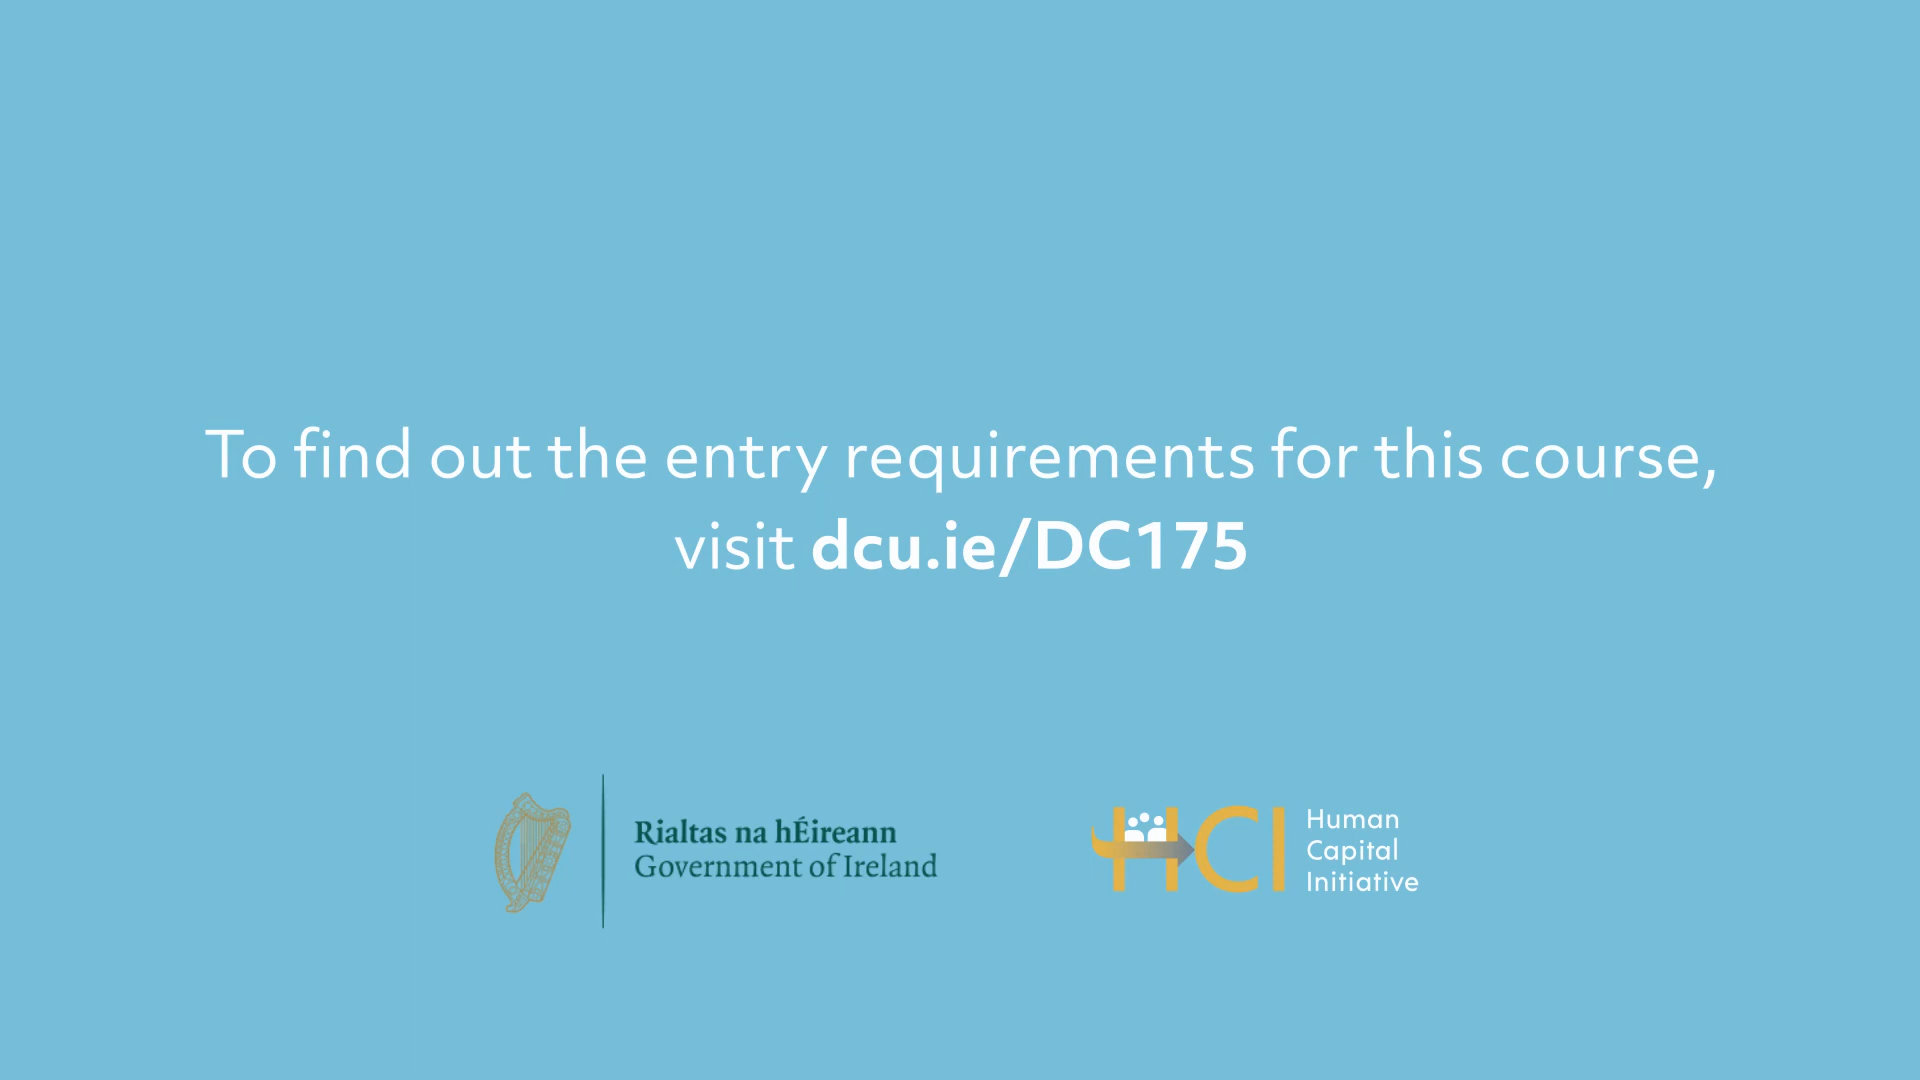 To find out the entry requirements for this course,
visit dcu.ie/DC175
Rialtas na hÉireann
Government of Ireland
HCI
Human
Capital
Initiative